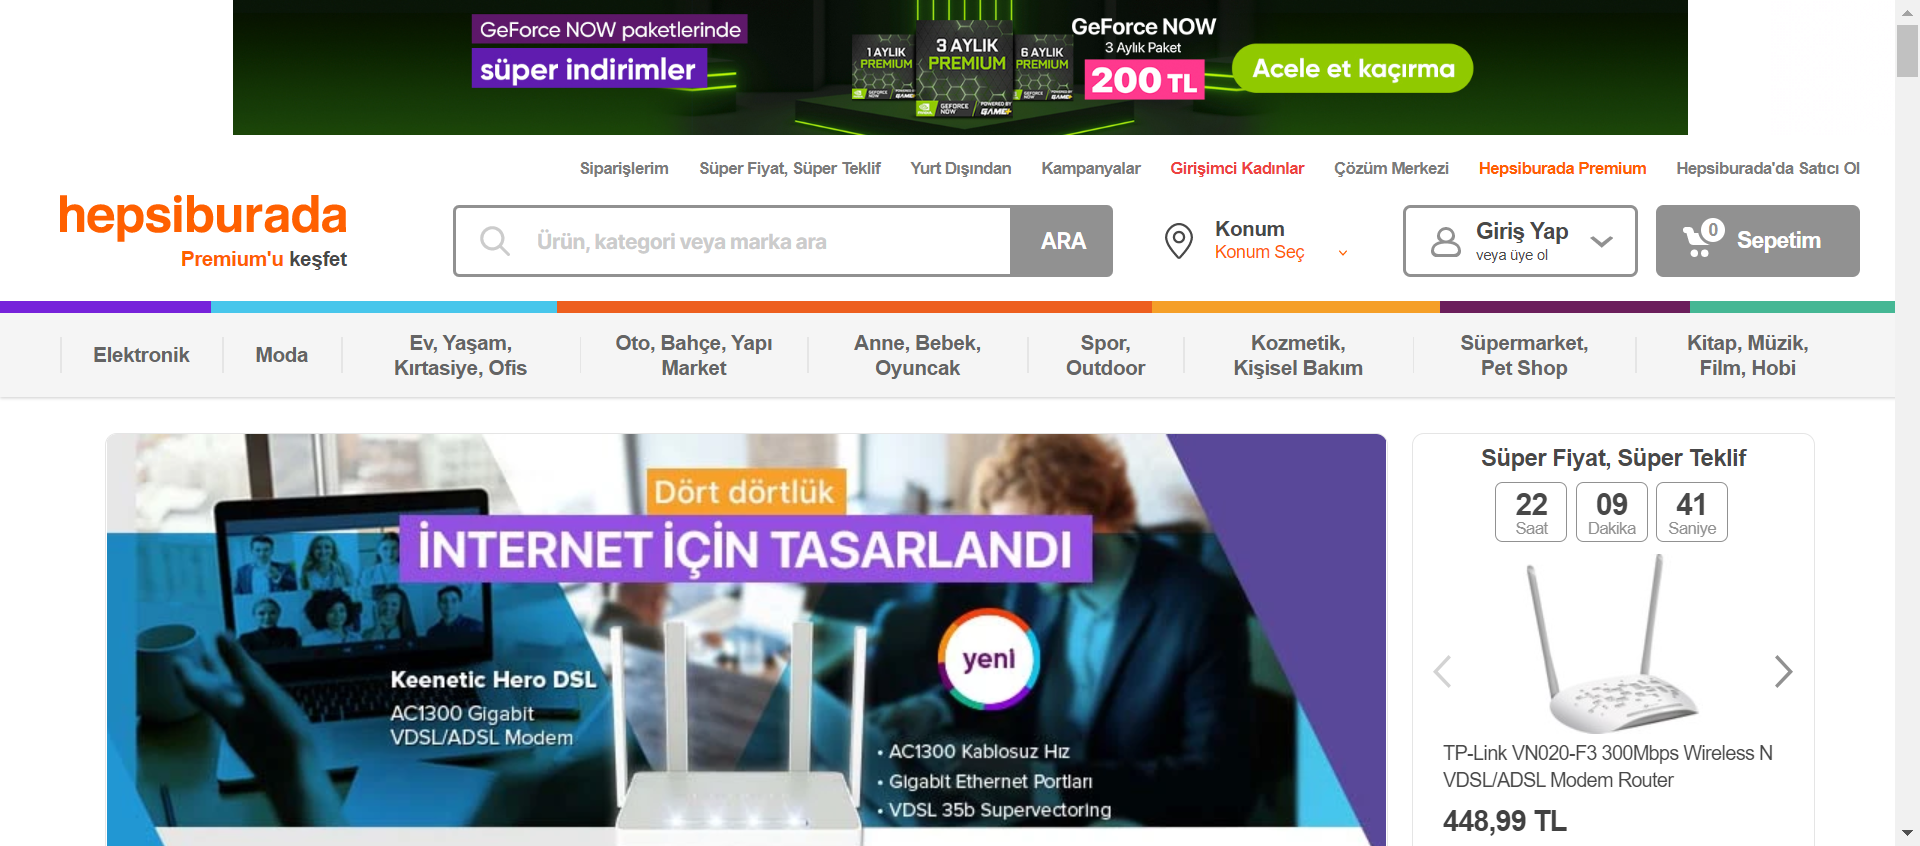 GeForce NOW paketlerinde
süper indirimler
1 AYLIK
PREMIUM
3 AYLIK
PREMIUM
6 AYLIK
PREMIUM
GEFORCE
NOW
POWERED BY
GAME+
GeForce NOW
3 Aylık Paket
200 TL
Acele et kaçırma
Siparişlerim
Süper Fiyat, Süper Teklif
Yurt Dışından
Kampanyalar
Girişimci Kadınlar
Çözüm Merkezi
Hepsiburada Premium
Hepsiburada'da Satıcı Ol
hepsiburada
Premium'u keşfet
Ürün, kategori veya marka ara
ARA
Konum
Konum Seç
Giriş Yap
veya üye ol
0
Sepetim
Elektronik
Moda
Ev, Yaşam,
Kırtasiye, Ofis
Oto, Bahçe, Yapı
Market
Anne, Bebek,
Oyuncak
Spor,
Outdoor
Kozmetik,
Kişisel Bakım
Süpermarket,
Pet Shop
Kitap, Müzik,
Film, Hobi
Dört dörtlük
İNTERNET İÇİN TASARLANDI
yeni
Keenetic Hero DSL
AC1300 Gigabit
VDSL/ADSL Modem
• AC1300 Kablosuz Hız
• Gigabit Ethernet Portları
• VDSL 35b Supervectoring
Süper Fiyat, Süper Teklif
22
Saat
09
Dakika
41
Saniye
TP-Link VN020-F3 300Mbps Wireless N
VDSL/ADSL Modem Router
448,99 TL